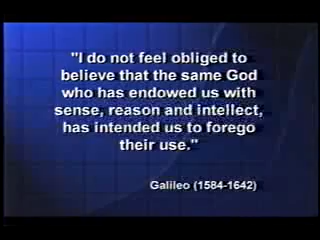 "I do not feel obliged to
believe that the same God
who has endowed us with
sense, reason and intellect,
has intended us to forego
their use."
Galileo (1584-1642)